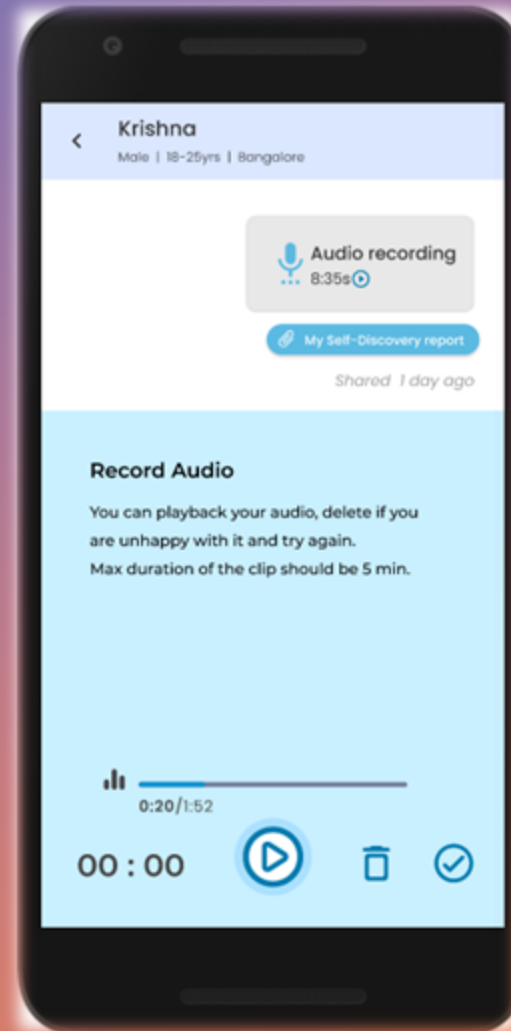 Krishna
Male | 18-25yrs | Bangalore
Audio recording
8:35s
My Self-Discovery report
Shared 1 day ago
Record Audio
You can playback your audio, delete if you
are unhappy with it and try again.
Max duration of the clip should be 5 min.
0:20/1:52
00 : 00